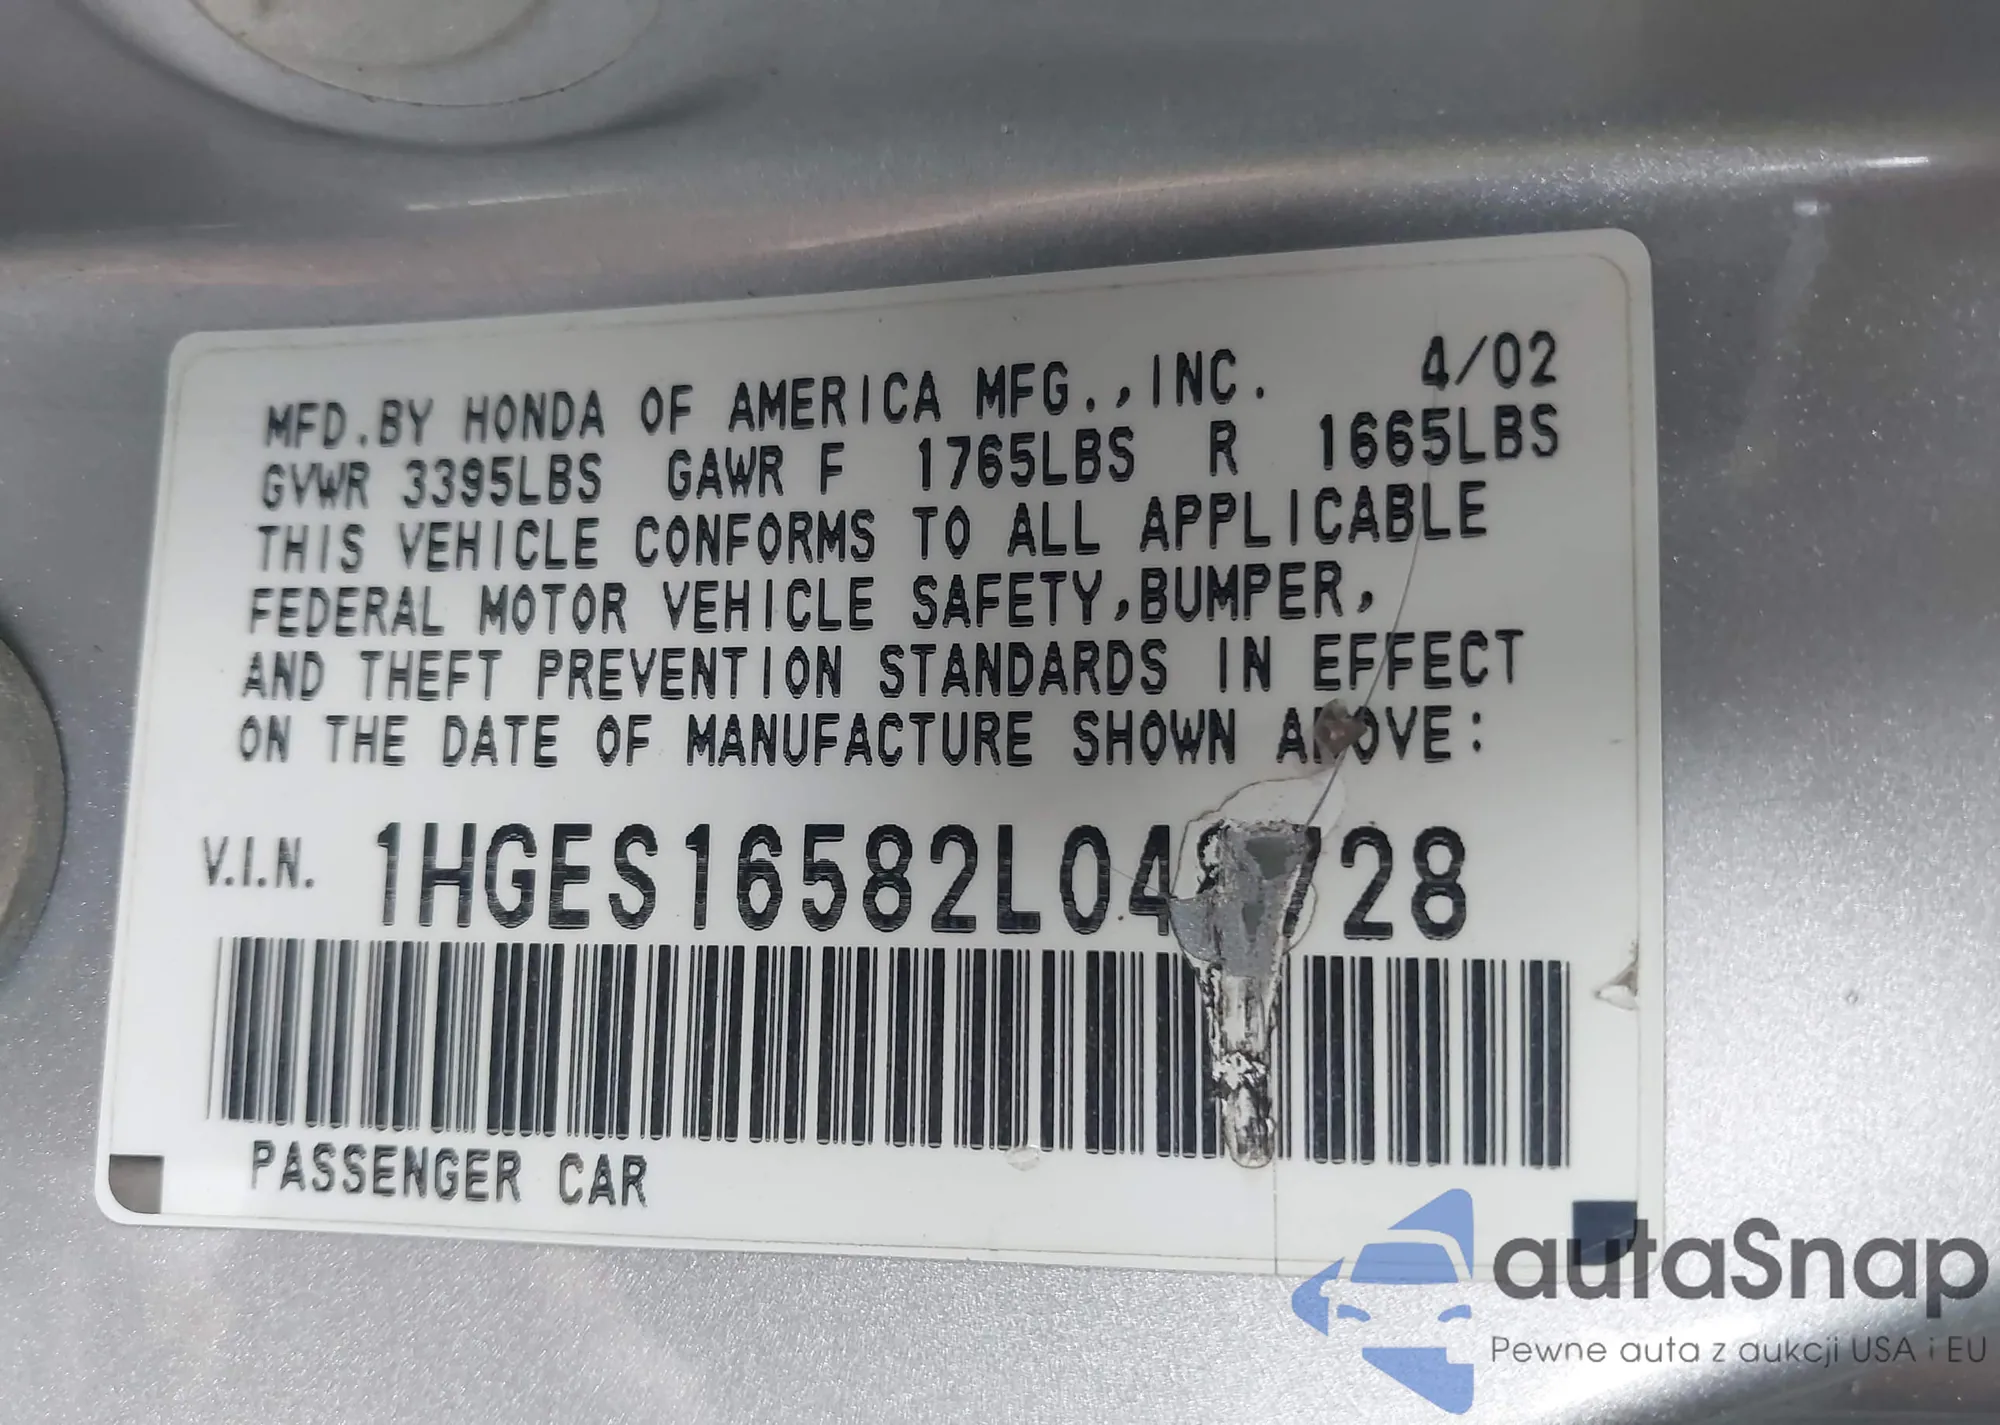 MFD.BY HONDA OF AMERICA MFG.,INC. 4/02
GVWR 3395LBS GAWR F 1765LBS R 1665LBS
THIS VEHICLE CONFORMS TO ALL APPLICABLE
FEDERAL MOTOR VEHICLE SAFETY,BUMPER,
AND THEFT PREVENTION STANDARDS IN EFFECT
ON THE DATE OF MANUFACTURE SHOWN ABOVE:
V.I.N. 1HGES16582L048728
PASSENGER CAR
autaSnap
Pewne auta z aukcji USA i EU